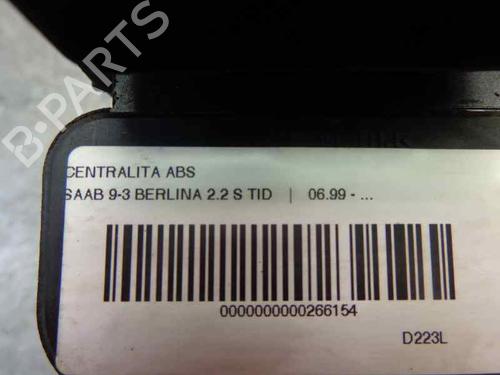 B-PARTS
CENTRALITA ABS
SAAB 9-3 BERLINA 2.2 S TID | 06.99 - ...
0000000000266154
D223L